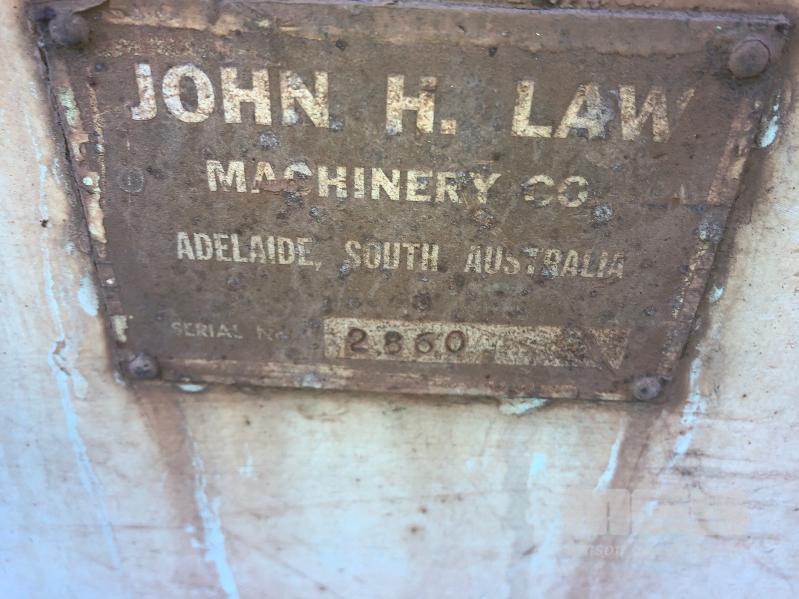 JOHN H. LAW
MACHINERY CO.
ADELAIDE, SOUTH AUSTRALIA
SERIAL No. 2860